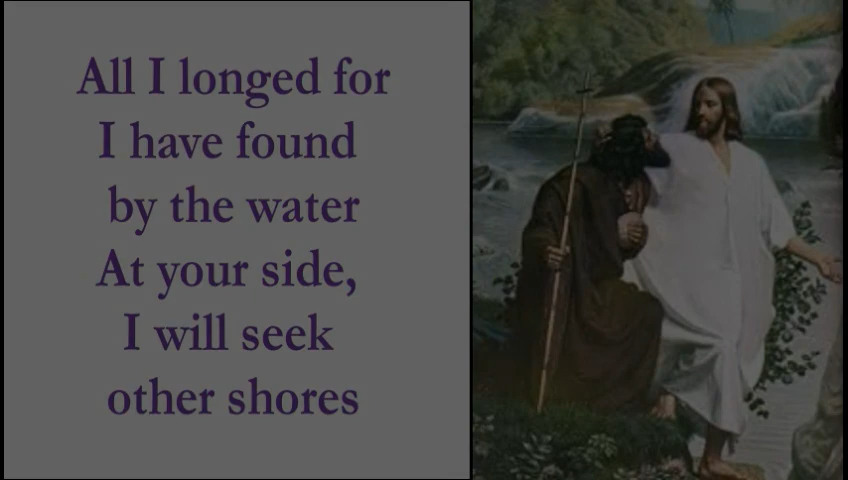 All I longed for
I have found
by the water
At your side,
I will seek
other shores